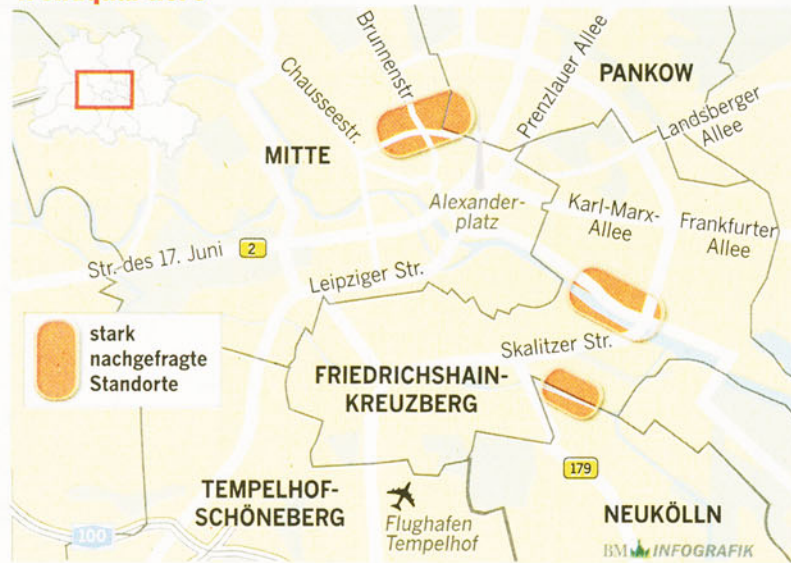 Chausseestr.
Brunnenstr.
Prenzlauer Allee
PANKOW
Landsberger
Allee
MITTE
Alexander-
platz
Karl-Marx-
Allee
Frankfurter
Allee
Str. des 17. Juni
2
Leipziger Str.
stark
nachgefragte
Standorte
Skalitzer Str.
FRIEDRICHSHAIN-
KREUZBERG
179
TEMPELHOF-
SCHÖNEBERG
Flughafen
Tempelhof
NEUKÖLLN
100
BM INFOGRAFIK